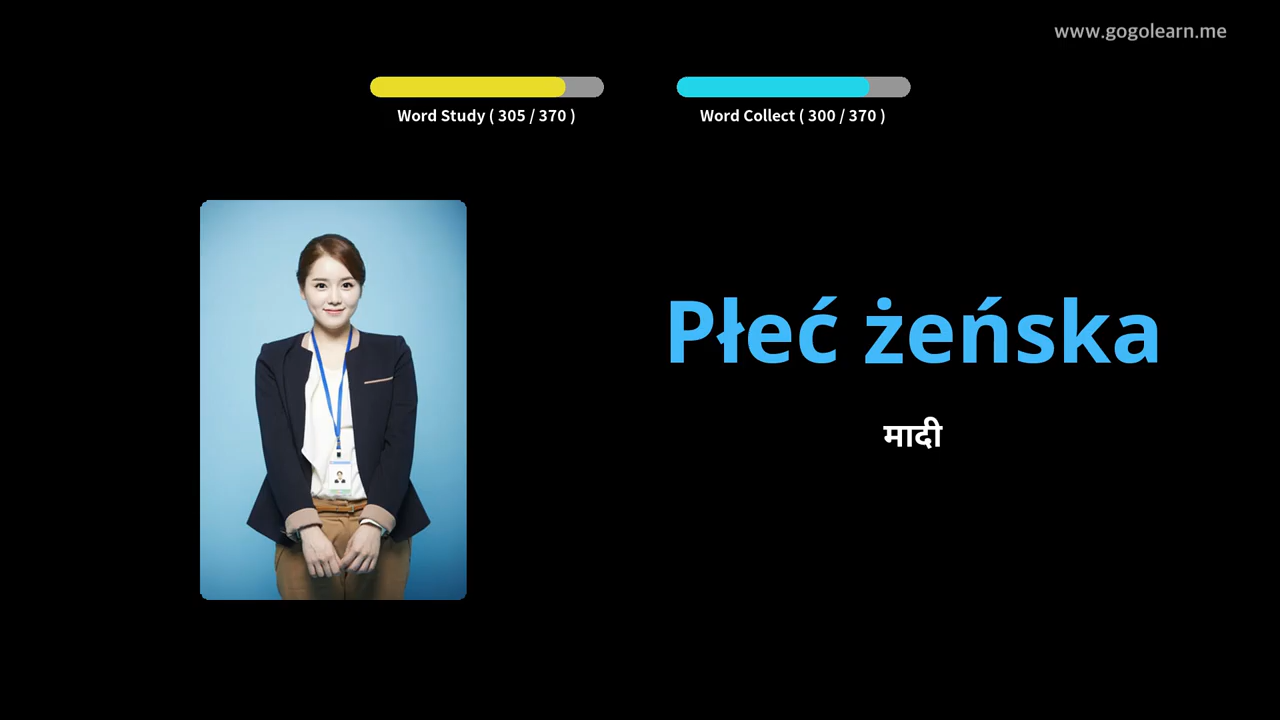 www.gogolearn.me
Word Study ( 305 / 370 )
Word Collect ( 300 / 370 )
Płeć żeńska
मादी